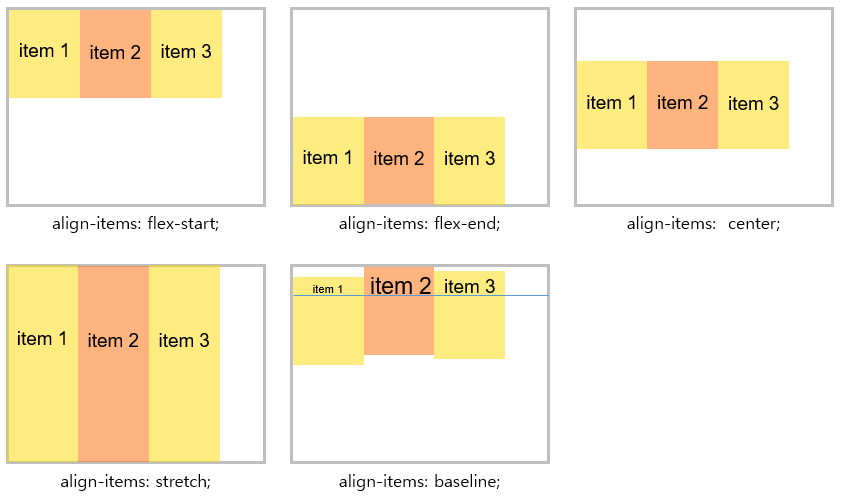 item 1 item 2 item 3
align-items: flex-start;
item 1 item 2 item 3
align-items: flex-end;
item 1 item 2 item 3
align-items: center;
item 1 item 2 item 3
align-items: stretch;
item 1 item 2 item 3
align-items: baseline;